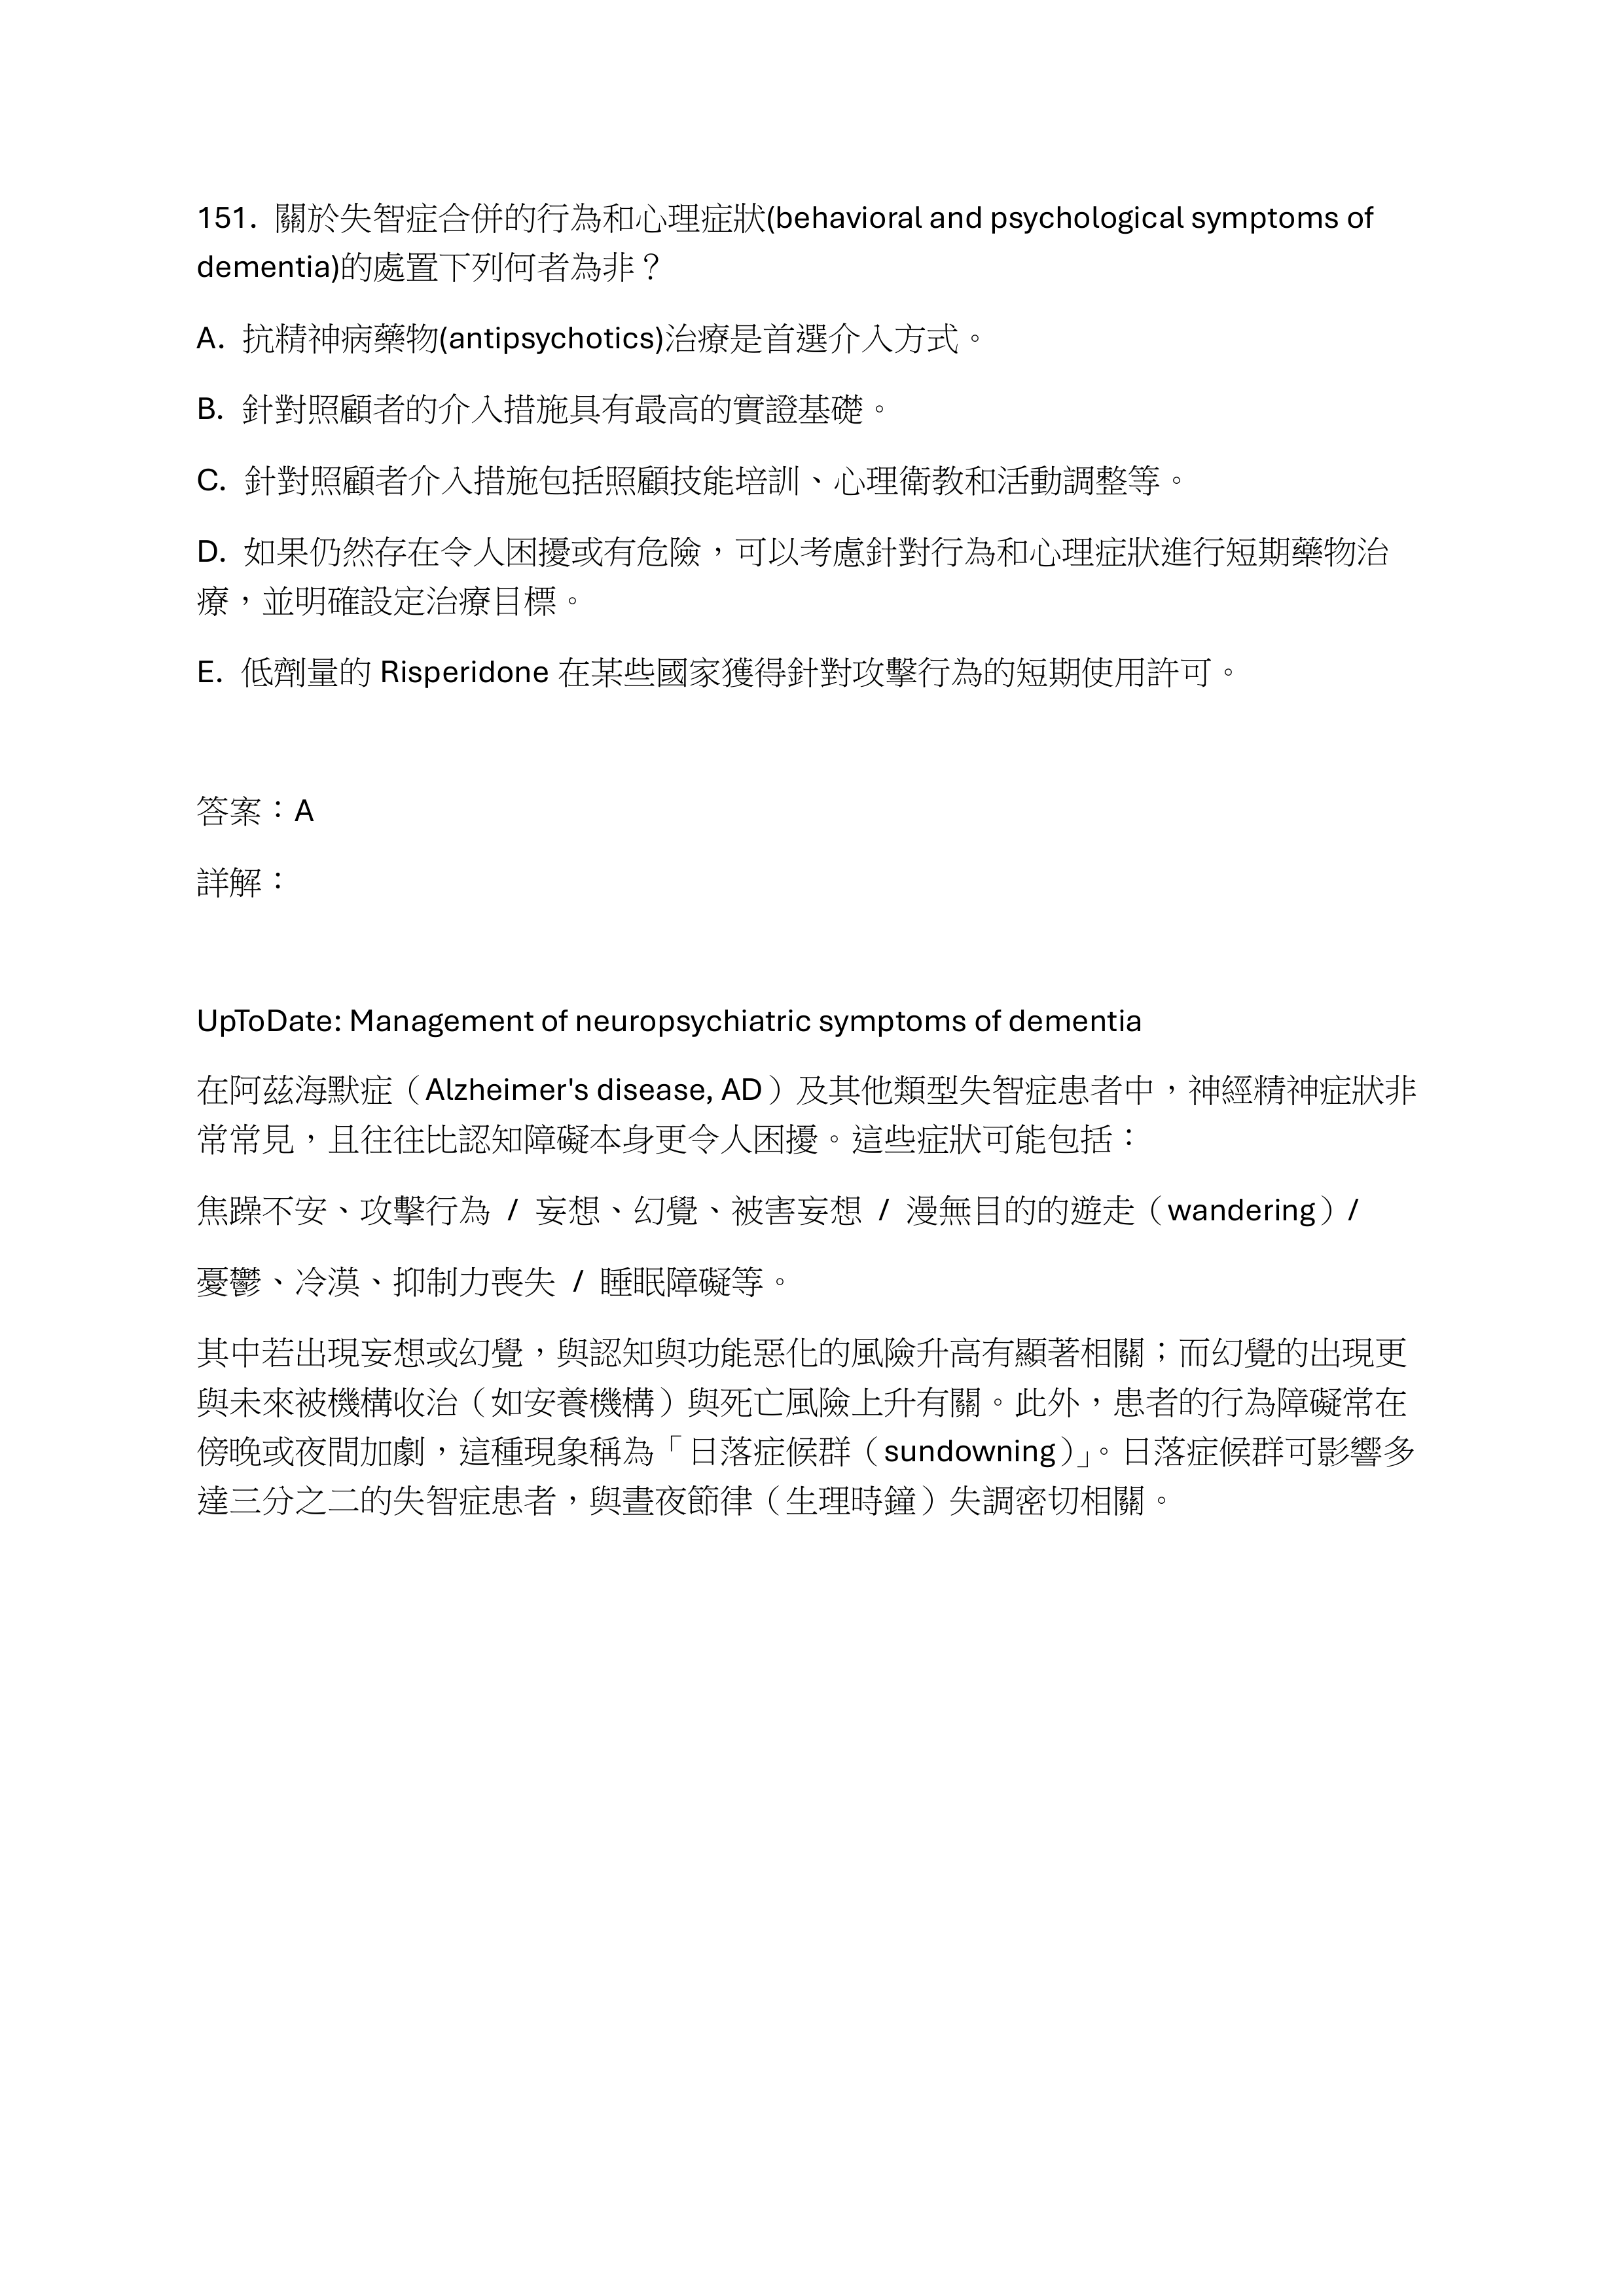 151. 關於失智症合併的行為和心理症狀(behavioral and psychological symptoms of
dementia)的處置下列何者為非？
A. 抗精神病藥物(antipsychotics)治療是首選介入方式。
B. 針對照顧者的介入措施具有最高的實證基礎。
C. 針對照顧者介入措施包括照顧技能培訓、心理衛教和活動調整等。
D. 如果仍然存在令人困擾或有危險，可以考慮針對行為和心理症狀進行短期藥物治
療，並明確設定治療目標。
E. 低劑量的 Risperidone 在某些國家獲得針對攻擊行為的短期使用許可。
答案：A
詳解：
UpToDate: Management of neuropsychiatric symptoms of dementia
在阿茲海默症（Alzheimer's disease, AD）及其他類型失智症患者中，神經精神症狀非
常常見，且往往比認知障礙本身更令人困擾。這些症狀可能包括：
焦躁不安、攻擊行為 / 妄想、幻覺、被害妄想 / 漫無目的的遊走（wandering）/
憂鬱、冷漠、抑制力喪失 / 睡眠障礙等。
其中若出現妄想或幻覺，與認知與功能惡化的風險升高有顯著相關；而幻覺的出現更
與未來被機構收治（如安養機構）與死亡風險上升有關。此外，患者的行為障礙常在
傍晚或夜間加劇，這種現象稱為「日落症候群（sundowning）」。日落症候群可影響多
達三分之二的失智症患者，與晝夜節律（生理時鐘）失調密切相關。